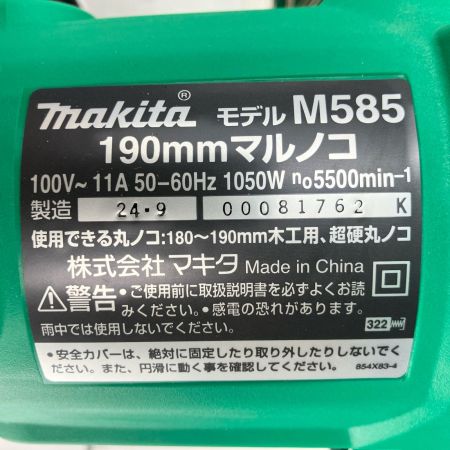 makita® モデル M585
190mmマルノコ
100V～ 11A 50-60Hz 1050W n₀5500min⁻¹
製造 24・9 00081762 K
使用できる丸ノコ:180～190mm木工用、超硬丸ノコ
株式会社 マキタ Made in China
⚠警告 ・ご使用前に取扱説明書を必ずよくお読みください。・感電の恐れがあります。
雨中では使用しないでください。
322
・安全カバーは、絶対に固定したり取り外したりしないでください。また、円滑に動く事を確認してください。
854X83-4